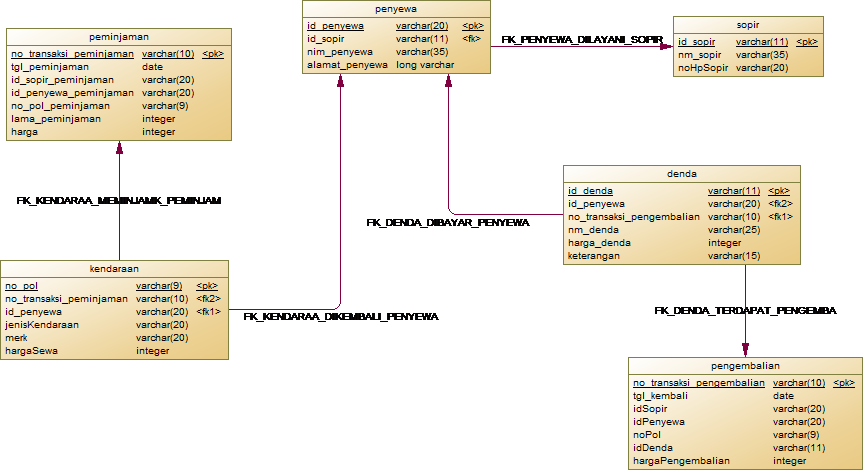 peminjaman
no_transaksi_peminjaman varchar(10) <pk>
tgl_peminjaman date
id_sopir_peminjaman varchar(20)
id_penyewa_peminjaman varchar(20)
no_pol_peminjaman varchar(9)
lama_peminjaman integer
harga integer
penyewa
id_penyewa varchar(20) <pk>
id_sopir varchar(11) <fk>
nim_penyewa varchar(35)
alamat_penyewa long varchar
FK_PENYEWA_DILAYANI_SOPIR
sopir
id_sopir varchar(11) <pk>
nm_sopir varchar(35)
noHpSopir varchar(20)
FK_KENDARAA_MEMINJAMK_PEMINJAM
FK_DENDA_DIBAYAR_PENYEWA
denda
id_denda varchar(11) <pk>
id_penyewa varchar(20) <fk2>
no_transaksi_pengembalian varchar(10) <fk1>
nm_denda varchar(25)
harga_denda integer
keterangan varchar(15)
kendaraan
no_pol varchar(9) <pk>
no_transaksi_peminjaman varchar(10) <fk2>
id_penyewa varchar(20) <fk1>
jenisKendaraan varchar(20)
merk varchar(20)
hargaSewa integer
FK_KENDARAA_DIKEMBALI_PENYEWA
FK_DENDA_TERDAPAT_PENGEMBA
pengembalian
no_transaksi_pengembalian varchar(10) <pk>
tgl_kembali date
idSopir varchar(20)
idPenyewa varchar(20)
noPol varchar(9)
idDenda varchar(11)
hargaPengembalian integer